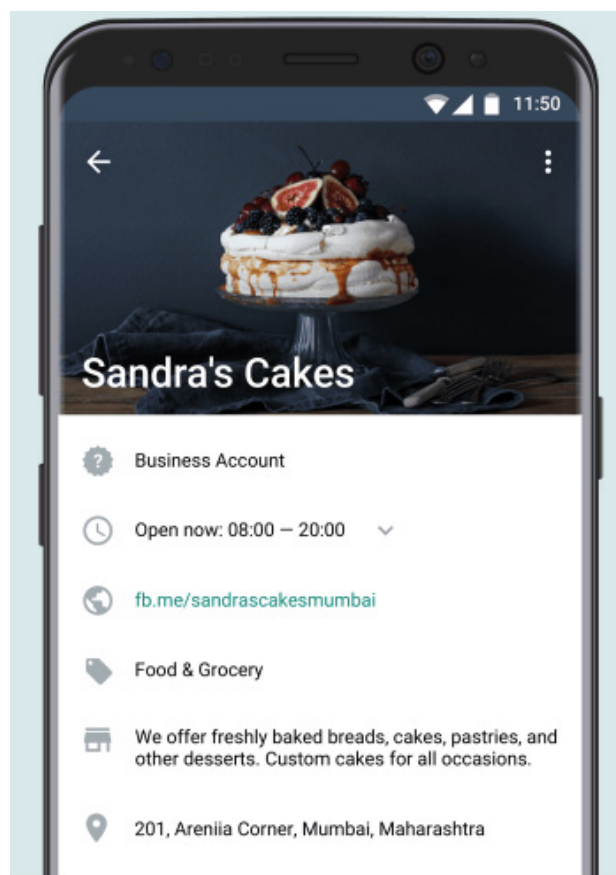 11:50
Sandra's Cakes
Business Account
Open now: 08:00 — 20:00
fb.me/sandrascakesmumbai
Food & Grocery
We offer freshly baked breads, cakes, pastries, and
other desserts. Custom cakes for all occasions.
201, Areniia Corner, Mumbai, Maharashtra